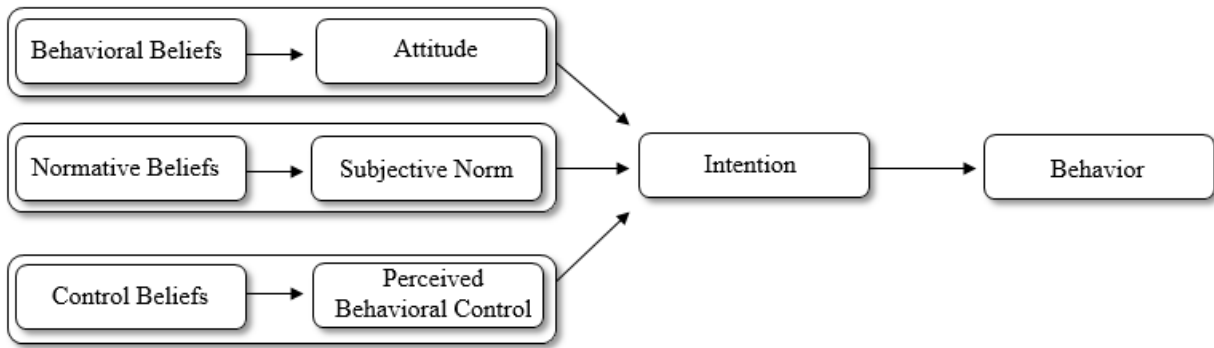 Behavioral Beliefs
Attitude
Normative Beliefs
Subjective Norm
Intention
Behavior
Control Beliefs
Perceived
Behavioral Control